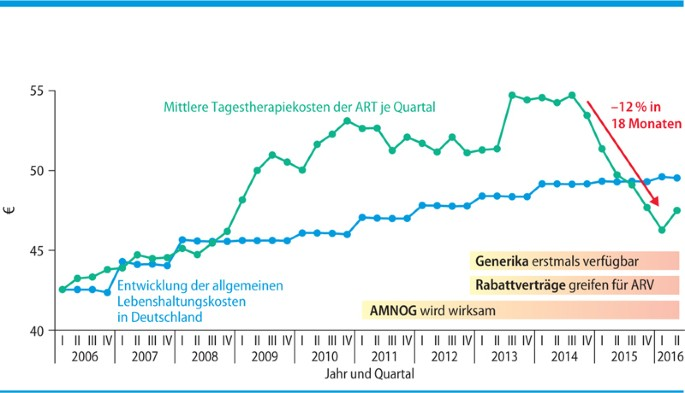 55
50
45
40
€
Mittlere Tagestherapiekosten der ART je Quartal
–12 % in
18 Monaten
Entwicklung der allgemeinen
Lebenshaltungskosten
in Deutschland
Generika erstmals verfügbar
Rabattverträge greifen für ARV
AMNOG wird wirksam
I II III IV I II III IV I II III IV I II III IV I II III IV I II III IV I II III IV I II III IV I II III IV I II III IV I II
2006 2007 2008 2009 2010 2011 2012 2013 2014 2015 2016
Jahr und Quartal